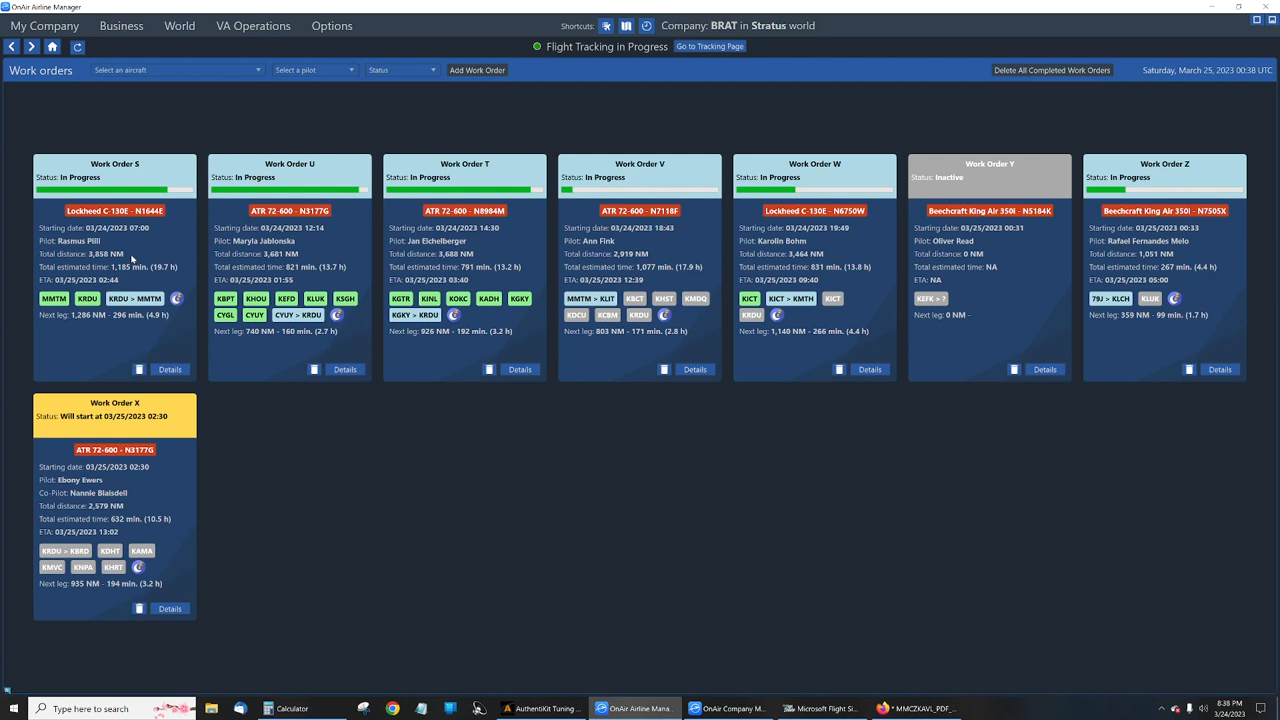 OnAir Airline Manager
My Company Business World VA Operations Options Shortcuts: Company: BRAT in Stratus world
Flight Tracking in Progress Go to Tracking Page
Work orders Select an aircraft Select a pilot Status Add Work Order Delete All Completed Work Orders Saturday, March 25, 2023 00:38 UTC
Work Order S
Status: In Progress
Lockheed C-130E - N1644E
Starting date: 03/24/2023 07:00
Pilot: Rasmus Pilli
Total distance: 3,858 NM
Total estimated time: 1,185 min. (19.7 h)
ETA: 03/25/2023 02:44
MMTM KRDU KRDU > MMTM
Next leg: 1,286 NM - 296 min. (4.9 h)
Details
Work Order U
Status: In Progress
ATR 72-600 - N3177G
Starting date: 03/24/2023 12:14
Pilot: Maryla Jablonska
Total distance: 3,681 NM
Total estimated time: 821 min. (13.7 h)
ETA: 03/25/2023 01:55
KBPT KHOU KEFD KLUK KSGH
CYGL CYUY CYUY > KRDU
Next leg: 740 NM - 160 min. (2.7 h)
Details
Work Order T
Status: In Progress
ATR 72-600 - N8984M
Starting date: 03/24/2023 14:30
Pilot: Jan Eichelberger
Total distance: 3,688 NM
Total estimated time: 791 min. (13.2 h)
ETA: 03/25/2023 03:41
KGTR KINL KOKC KADH KGKY
KGKY > KRDU
Next leg: 926 NM - 192 min. (3.2 h)
Details
Work Order V
Status: In Progress
ATR 72-600 - N7118F
Starting date: 03/24/2023 18:43
Pilot: Ann Fink
Total distance: 2,919 NM
Total estimated time: 1,077 min. (17.9 h)
ETA: 03/25/2023 12:39
MMTM > KLIT KBCT KHST KMDQ
KDCU KCBM KRDU
Next leg: 803 NM - 171 min. (2.8 h)
Details
Work Order W
Status: In Progress
Lockheed C-130E - N6750W
Starting date: 03/24/2023 19:49
Pilot: Karolin Bohm
Total distance: 3,464 NM
Total estimated time: 831 min. (13.8 h)
ETA: 03/25/2023 09:40
KICT KICT > KMTH KICT
KRDU
Next leg: 1,140 NM - 266 min. (4.4 h)
Details
Work Order Y
Status: Inactive
Beechcraft King Air 350I - N5184K
Starting date: 03/25/2023 00:31
Pilot: Oliver Read
Total distance: 0 NM
Total estimated time: NA
ETA: NA
KEFK > ?
Next leg: 0 NM -
Details
Work Order Z
Status: In Progress
Beechcraft King Air 350I - N7505X
Starting date: 03/25/2023 00:33
Pilot: Rafael Fernandes Melo
Total distance: 1,051 NM
Total estimated time: 267 min. (4.4 h)
ETA: 03/25/2023 05:00
79J > KLCH KLUK
Next leg: 359 NM - 99 min. (1.7 h)
Details
Work Order X
Status: Will start at 03/25/2023 02:30
ATR 72-600 - N3177G
Starting date: 03/25/2023 02:30
Pilot: Ebony Ewers
Co-Pilot: Nannie Blaisdell
Total distance: 2,579 NM
Total estimated time: 632 min. (10.5 h)
ETA: 03/25/2023 13:02
KRDU > KBRD KDHT KAMA
KMVC KNPA KHRT
Next leg: 935 NM - 194 min. (3.2 h)
Details
Type here to search Calculator AuthentiKit Tuning ... OnAir Airline Mana... OnAir Company M... Microsoft Flight Si... * MMCZKAVL_PDF_... 8:38 PM
3/24/2023